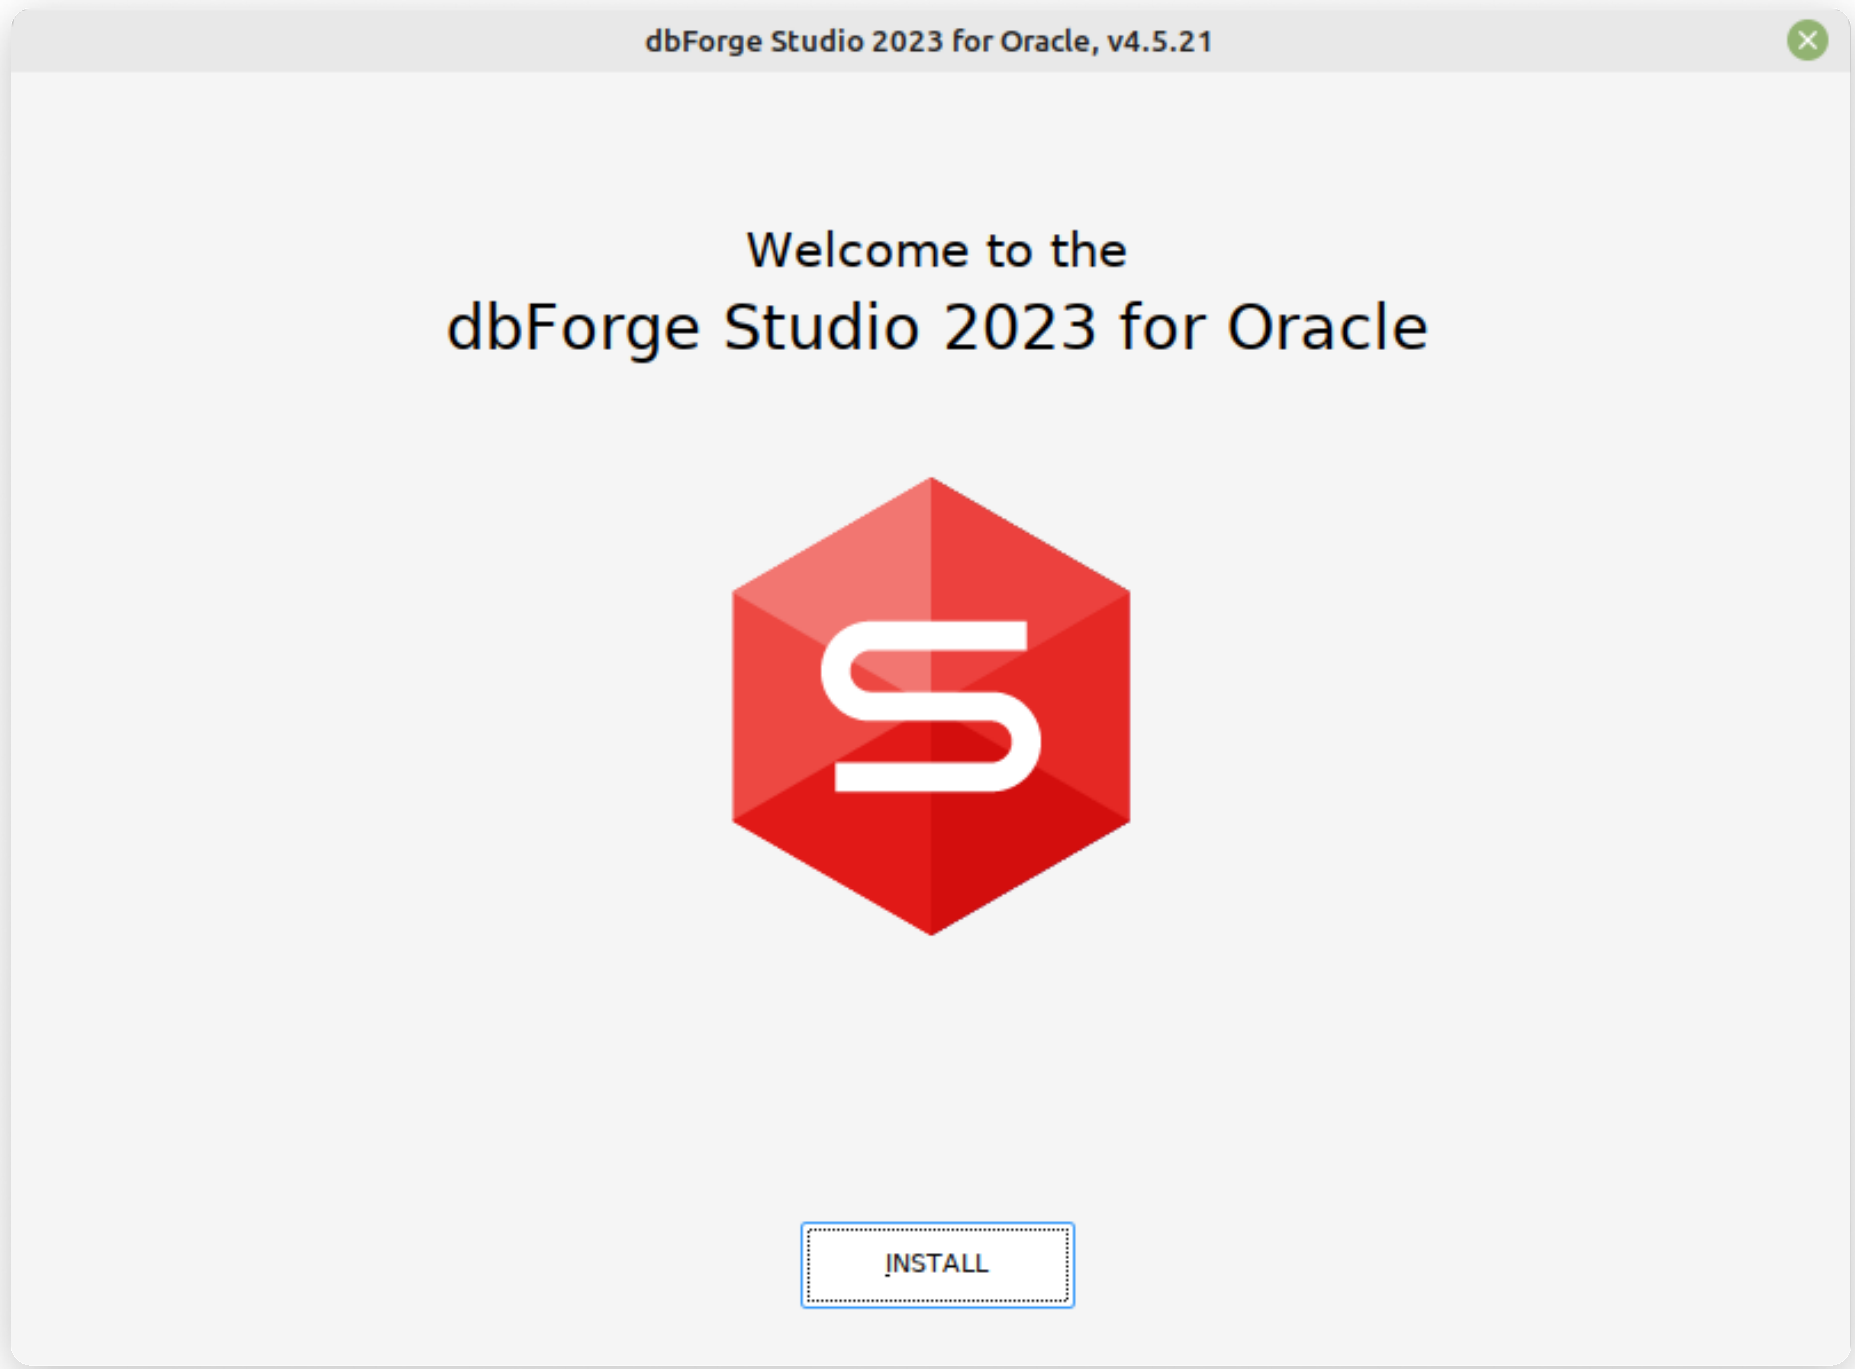 dbForge Studio 2023 for Oracle, v4.5.21
Welcome to the
dbForge Studio 2023 for Oracle
S
INSTALL